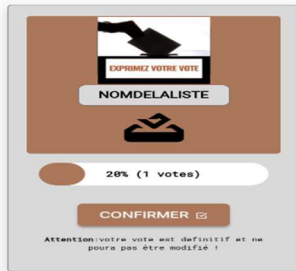 EXPRIMEZ VOTRE VOTE
NOMDELALISTE
20% (1 votes)
CONFIRMER
Attention:votre vote est definitif et ne
poura pas être modifié !